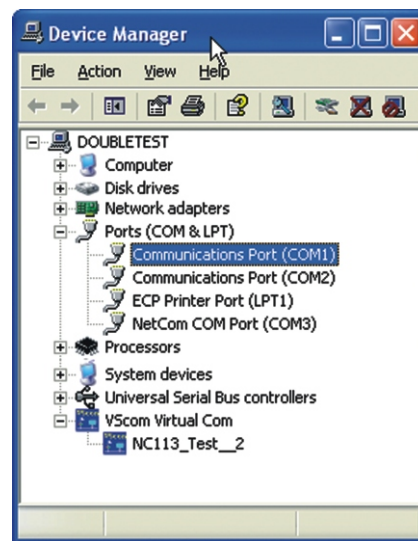 Device Manager
File Action View Help
DOUBLETEST
Computer
Disk drives
Network adapters
Ports (COM & LPT)
Communications Port (COM1)
Communications Port (COM2)
ECP Printer Port (LPT1)
NetCom COM Port (COM3)
Processors
System devices
Universal Serial Bus controllers
VScom Virtual Com
NC113_Test__2